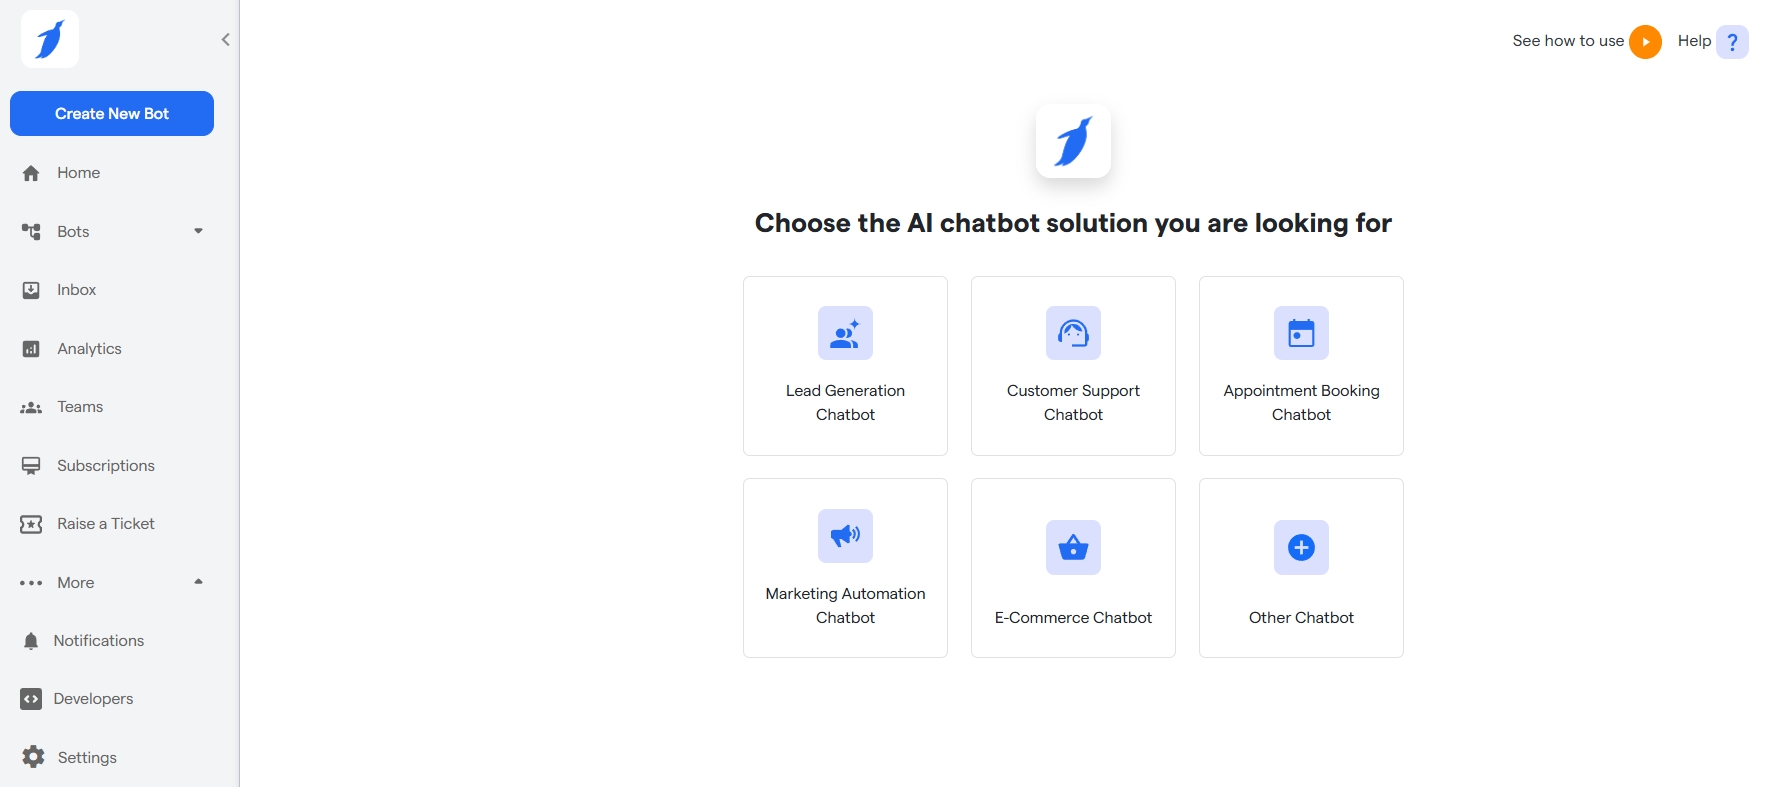 Create New Bot
Home
Bots
Inbox
Analytics
Teams
Subscriptions
Raise a Ticket
More
Notifications
Developers
Settings
See how to use
Help ?
Choose the AI chatbot solution you are looking for
Lead Generation
Chatbot
Customer Support
Chatbot
Appointment Booking
Chatbot
Marketing Automation
Chatbot
E-Commerce Chatbot
Other Chatbot